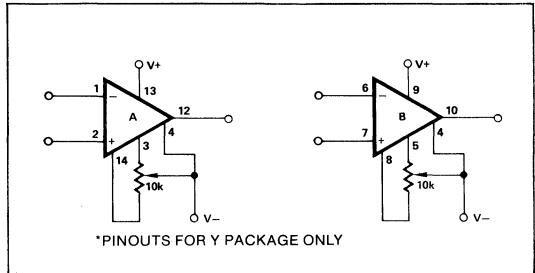 V+ V+
1 − 13 6 − 9
A 12 B 10
2 + 4 7 + 4
14 3 8 5
10k 10k
V− V−
*PINOUTS FOR Y PACKAGE ONLY